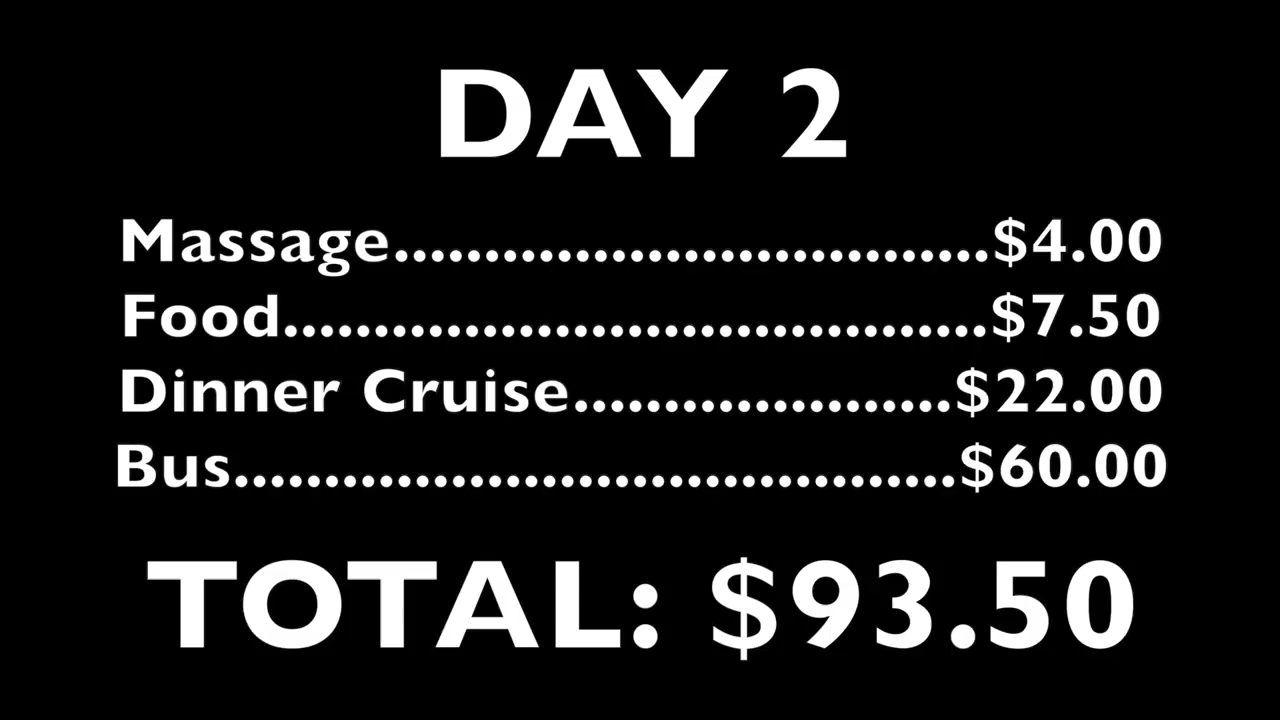 DAY 2
Massage.................................$4.00
Food.......................................$7.50
Dinner Cruise.....................$22.00
Bus........................................$60.00
TOTAL: $93.50